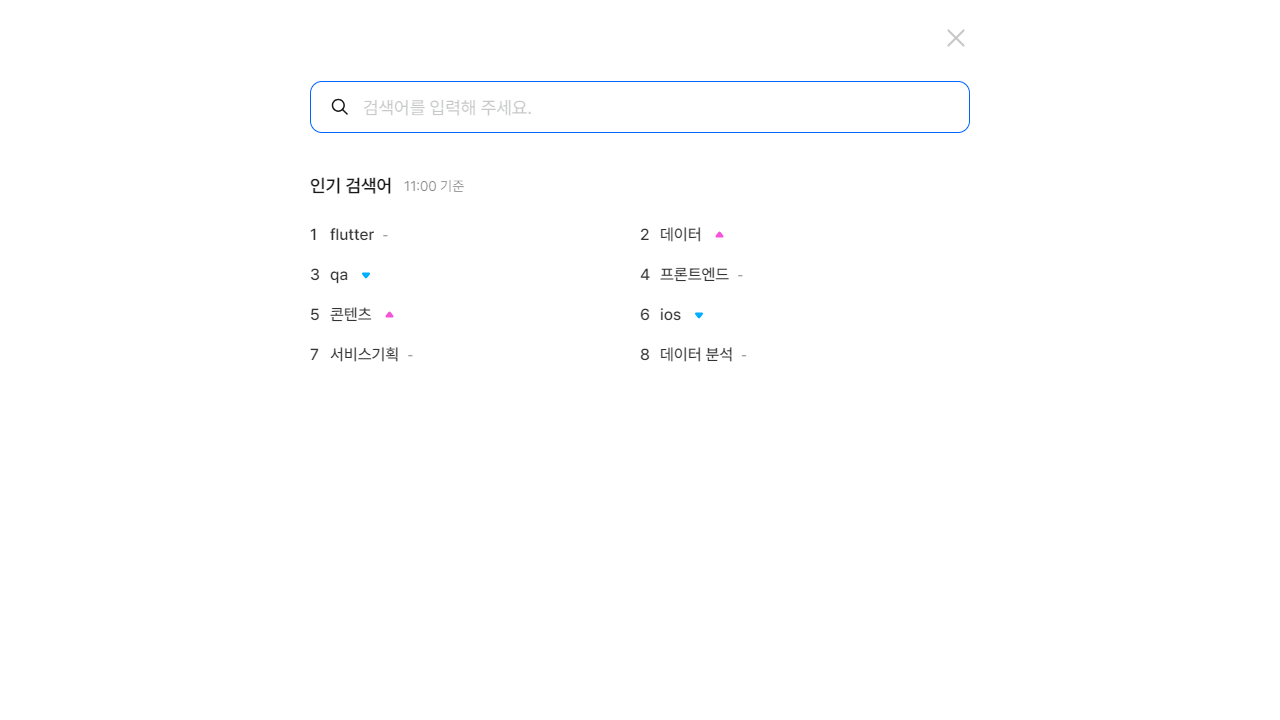 검색어를 입력해 주세요.
인기 검색어 11:00 기준
1 flutter - 2 데이터
3 qa 4 프론트엔드 -
5 콘텐츠 6 ios
7 서비스기획 - 8 데이터 분석 -